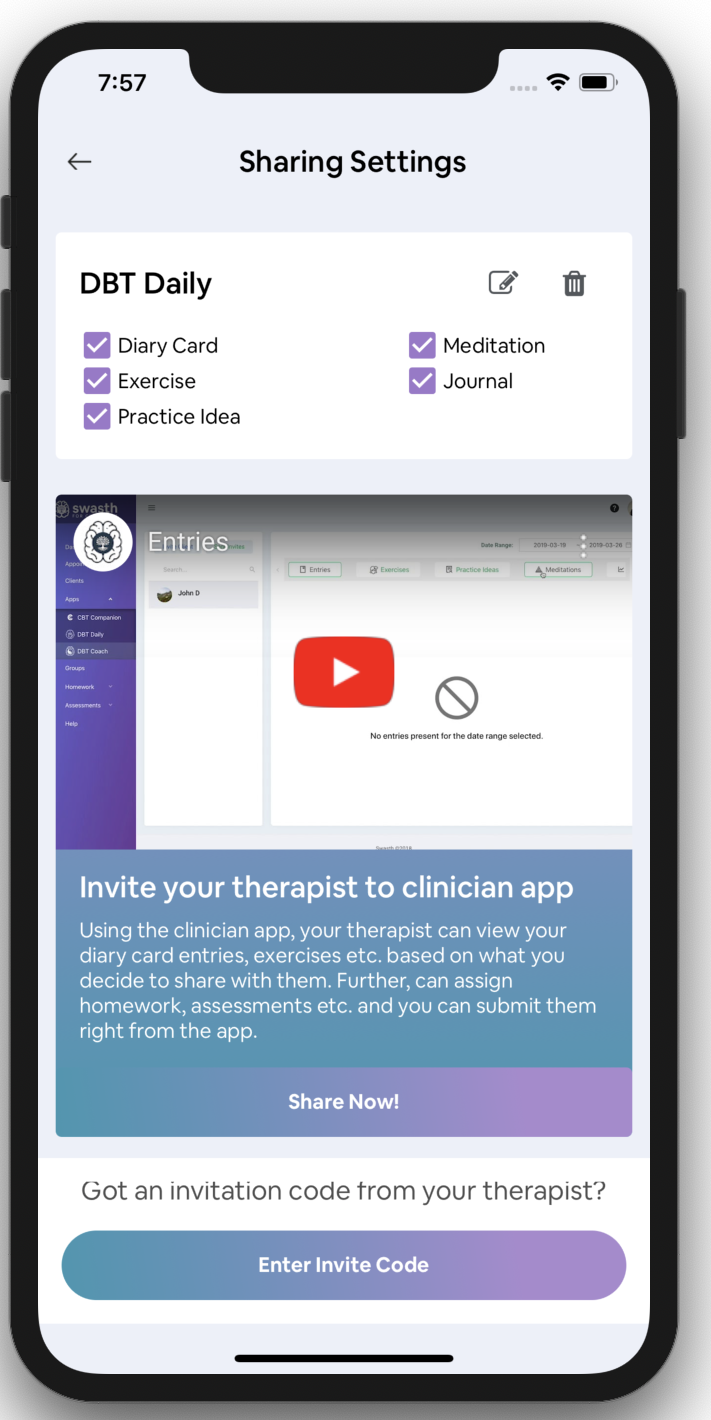 7:57
Sharing Settings
DBT Daily
Diary Card
Meditation
Exercise
Journal
Practice Idea
swasth
Entries
Date Range:
2019-03-19
2019-03-26
Search...
Entries
Exercises
Practice Ideas
Meditations
John D
Clients
Apps
CBT Companion
DBT Daily
DBT Coach
Groups
Homework
Assessments
Help
No entries present for the date range selected.
Invite your therapist to clinician app
Using the clinician app, your therapist can view your
diary card entries, exercises etc. based on what you
decide to share with them. Further, can assign
homework, assessments etc. and you can submit them
right from the app.
Share Now!
Got an invitation code from your therapist?
Enter Invite Code